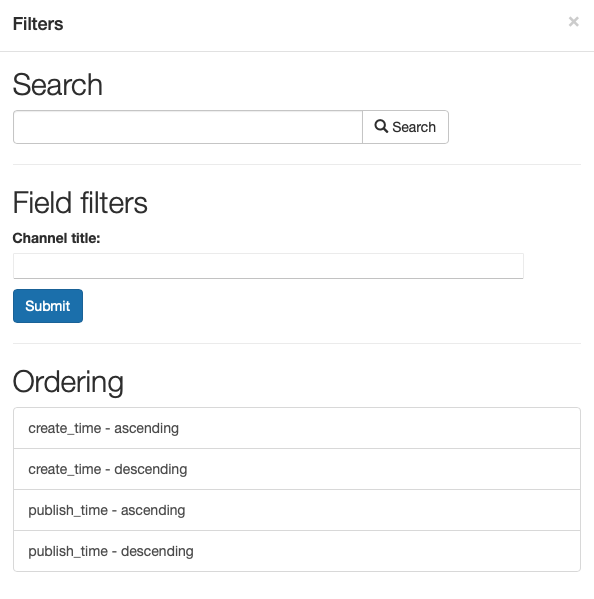 Filters
×
Search
Search
Field filters
Channel title:
Submit
Ordering
create_time - ascending
create_time - descending
publish_time - ascending
publish_time - descending